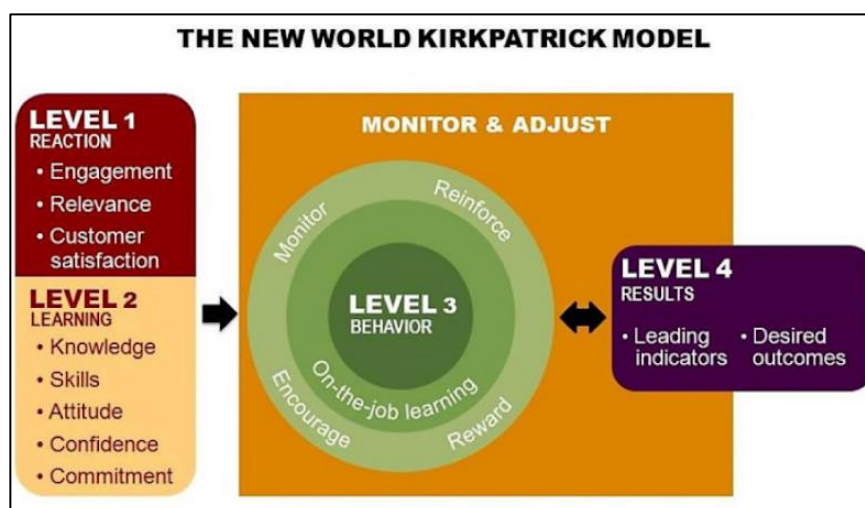 THE NEW WORLD KIRKPATRICK MODEL
LEVEL 1
REACTION
• Engagement
• Relevance
• Customer
satisfaction
LEVEL 2
LEARNING
• Knowledge
• Skills
• Attitude
• Confidence
• Commitment
MONITOR & ADJUST
Monitor
Reinforce
LEVEL 3
BEHAVIOR
On-the-job learning
Encourage
Reward
LEVEL 4
RESULTS
• Leading
indicators
• Desired
outcomes